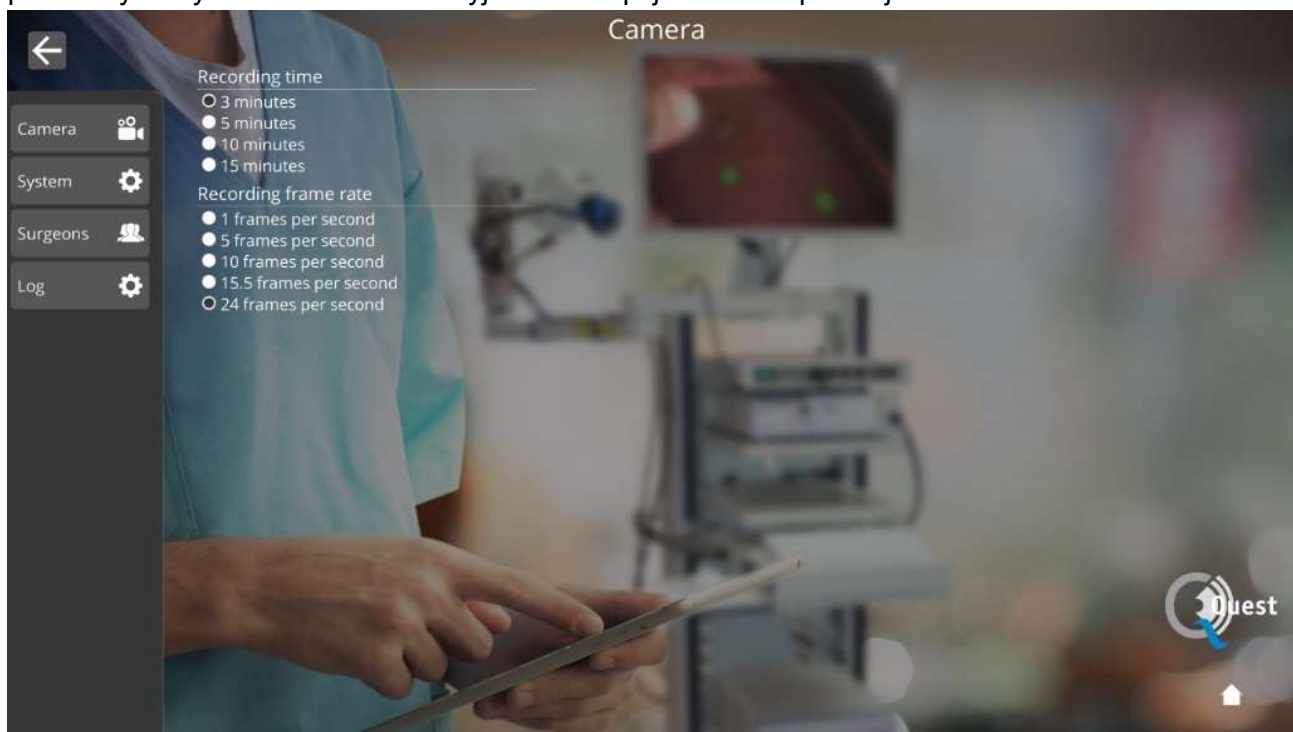 Camera
Recording time
3 minutes
5 minutes
10 minutes
15 minutes
Recording frame rate
1 frames per second
5 frames per second
10 frames per second
15.5 frames per second
24 frames per second
Camera
System
Surgeons
Log
Quest